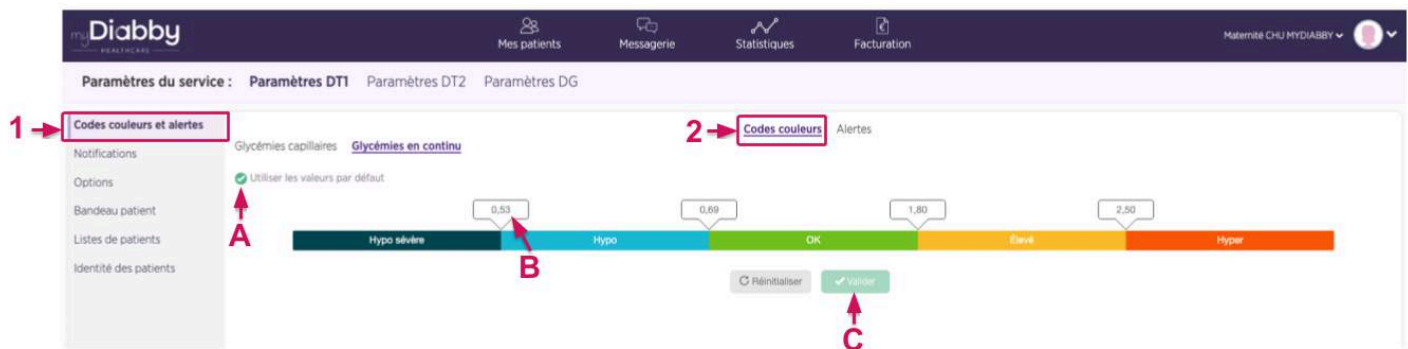 myDiabby
HEALTHCARE
Mes patients
Messagerie
Statistiques
Facturation
Maternité CHU MYDIABBY
Paramètres du service : Paramètres DT1 Paramètres DT2 Paramètres DG
1
Codes couleurs et alertes
2
Codes couleurs Alertes
Notifications
Glycémies capillaires Glycémies en continu
Options
Utiliser les valeurs par défaut
Bandeau patient
0,53 0,69 1,80 2,50
A
Listes de patients
Hypo sévère Hypo OK Élevé Hyper
B
Identité des patients
Réinitialiser Valider
C